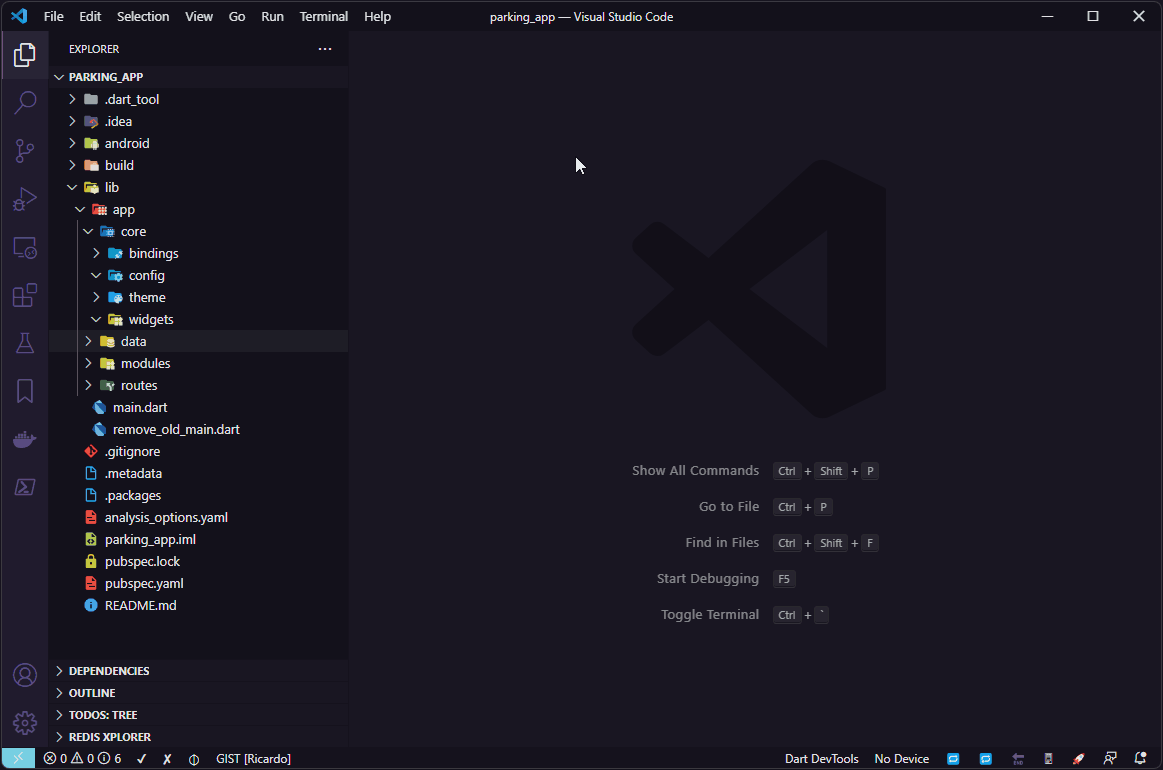 File Edit Selection View Go Run Terminal Help parking_app — Visual Studio Code
EXPLORER
PARKING_APP
.dart_tool
.idea
android
build
lib
app
core
bindings
config
theme
widgets
data
modules
routes
main.dart
remove_old_main.dart
.gitignore
.metadata
.packages
analysis_options.yaml
parking_app.iml
pubspec.lock
pubspec.yaml
README.md
DEPENDENCIES
OUTLINE
TODOS: TREE
REDIS XPLORER
Show All Commands Ctrl + Shift + P
Go to File Ctrl + P
Find in Files Ctrl + Shift + F
Start Debugging F5
Toggle Terminal Ctrl + `
0 0 6 GIST [Ricardo] Dart DevTools No Device